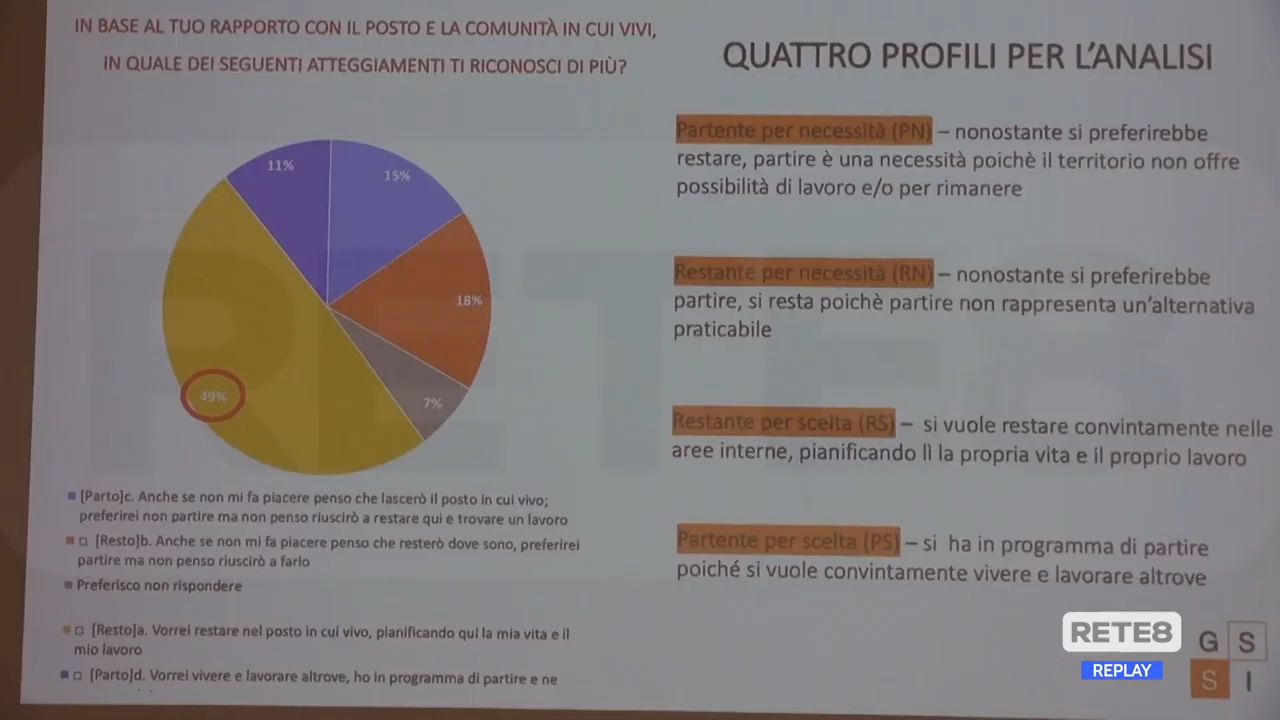 IN BASE AL TUO RAPPORTO CON IL POSTO E LA COMUNITÀ IN CUI VIVI,
IN QUALE DEI SEGUENTI ATTEGGIAMENTI TI RICONOSCI DI PIÙ?
11%
15%
18%
49%
7%
[Parto]c. Anche se non mi fa piacere penso che lascerò il posto in cui vivo;
preferirei non partire ma non penso riuscirò a restare qui e trovare un lavoro
[Resto]b. Anche se non mi fa piacere penso che resterò dove sono, preferirei
partire ma non penso riuscirò a farlo
Preferisco non rispondere
[Resto]a. Vorrei restare nel posto in cui vivo, pianificando qui la mia vita e il
mio lavoro
[Parto]d. Vorrei vivere e lavorare altrove, ho in programma di partire e ne
QUATTRO PROFILI PER L'ANALISI
Partente per necessità (PN) – nonostante si preferirebbe
restare, partire è una necessità poichè il territorio non offre
possibilità di lavoro e/o per rimanere
Restante per necessità (RN) – nonostante si preferirebbe
partire, si resta poichè partire non rappresenta un'alternativa
praticabile
Restante per scelta (RS) – si vuole restare convintamente nelle
aree interne, pianificando lì la propria vita e il proprio lavoro
Partente per scelta (PS) – si ha in programma di partire
poiché si vuole convintamente vivere e lavorare altrove
RETE8
REPLAY
G S
S I
RETE8